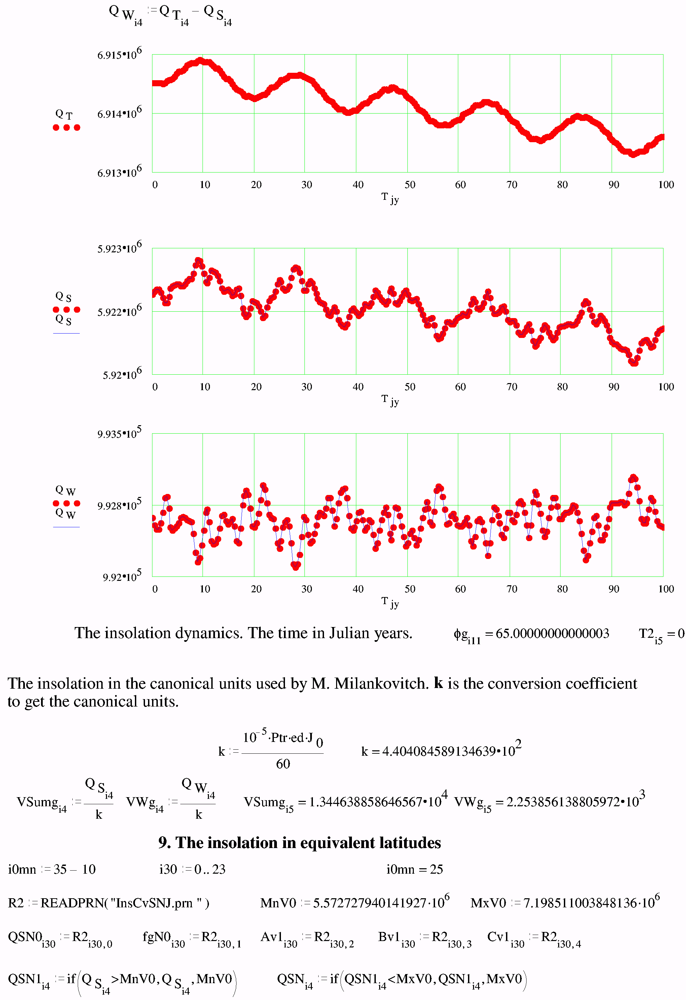 Q W i4 := Q T i4 − Q S i4
6.915•10^6
6.914•10^6
6.913•10^6
Q T
0 10 20 30 40 50 60 70 80 90 100
T jy
5.923•10^6
5.922•10^6
5.92•10^6
Q S
Q S
0 10 20 30 40 50 60 70 80 90 100
T jy
9.935•10^5
9.928•10^5
9.92•10^5
Q W
Q W
0 10 20 30 40 50 60 70 80 90 100
T jy
The insolation dynamics. The time in Julian years. ϕg i11 = 65.00000000000003 T2 i5 = 0
The insolation in the canonical units used by M. Milankovitch. k is the conversion coefficient
to get the canonical units.
k := 10^−5·Ptr·ed·J 0 / 60 k = 4.404084589134639•10^2
VSumg i4 := Q S i4 / k VWg i4 := Q W i4 / k VSumg i5 = 1.344638858646567•10^4 VWg i5 = 2.253856138805972•10^3
9. The insolation in equivalent latitudes
i0mn := 35 − 10 i30 := 0 .. 23 i0mn = 25
R2 := READPRN( "InsCvSNJ.prn " ) MnV0 := 5.572727940141927·10^6 MxV0 := 7.198511003848136·10^6
QSN0 i30 := R2 i30,0 fgN0 i30 := R2 i30,1 Av1 i30 := R2 i30,2 Bv1 i30 := R2 i30,3 Cv1 i30 := R2 i30,4
QSN1 i4 := if(Q S i4 >MnV0, Q S i4 , MnV0) QSN i4 := if(QSN1 i4 <MxV0, QSN1 i4 , MxV0)